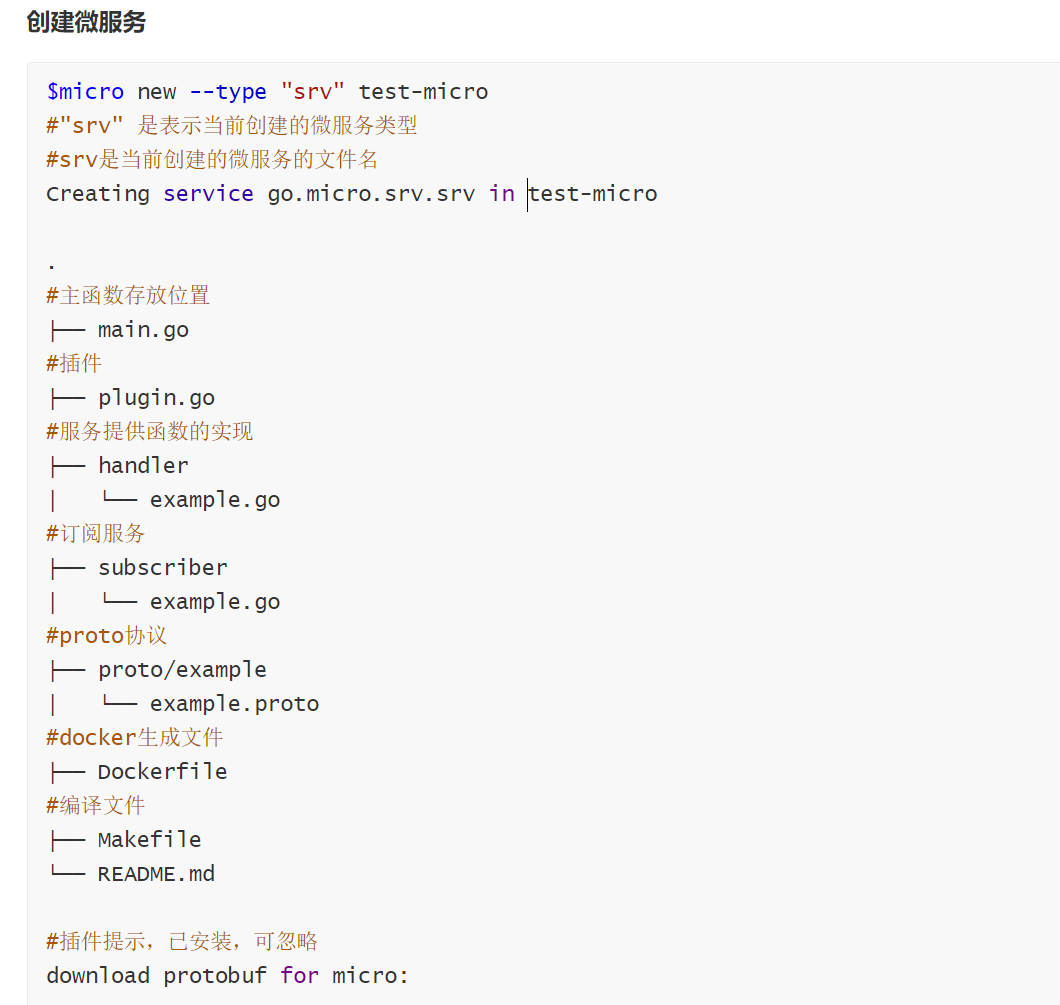 创建微服务
$micro new --type "srv" test-micro
#"srv" 是表示当前创建的微服务类型
#srv是当前创建的微服务的文件名
Creating service go.micro.srv.srv in test-micro
.
#主函数存放位置
├── main.go
#插件
├── plugin.go
#服务提供函数的实现
├── handler
│   └── example.go
#订阅服务
├── subscriber
│   └── example.go
#proto协议
├── proto/example
│   └── example.proto
#docker生成文件
├── Dockerfile
#编译文件
├── Makefile
└── README.md
#插件提示，已安装，可忽略
download protobuf for micro: